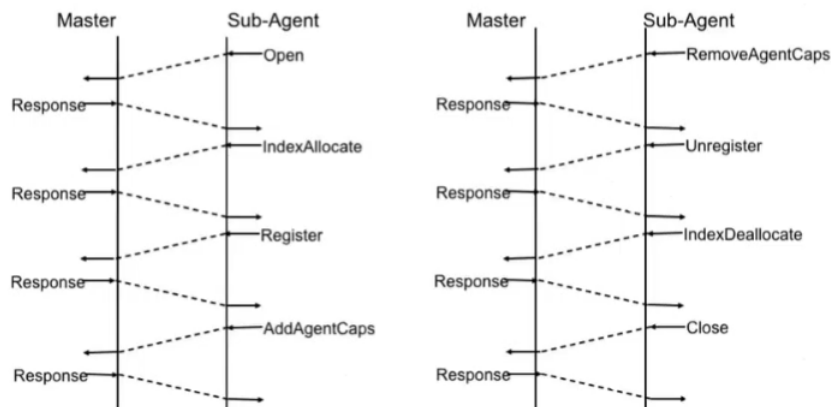 Master Sub-Agent
Open
Response
IndexAllocate
Response
Register
Response
AddAgentCaps
Response
Master Sub-Agent
RemoveAgentCaps
Response
Unregister
Response
IndexDeallocate
Response
Close
Response